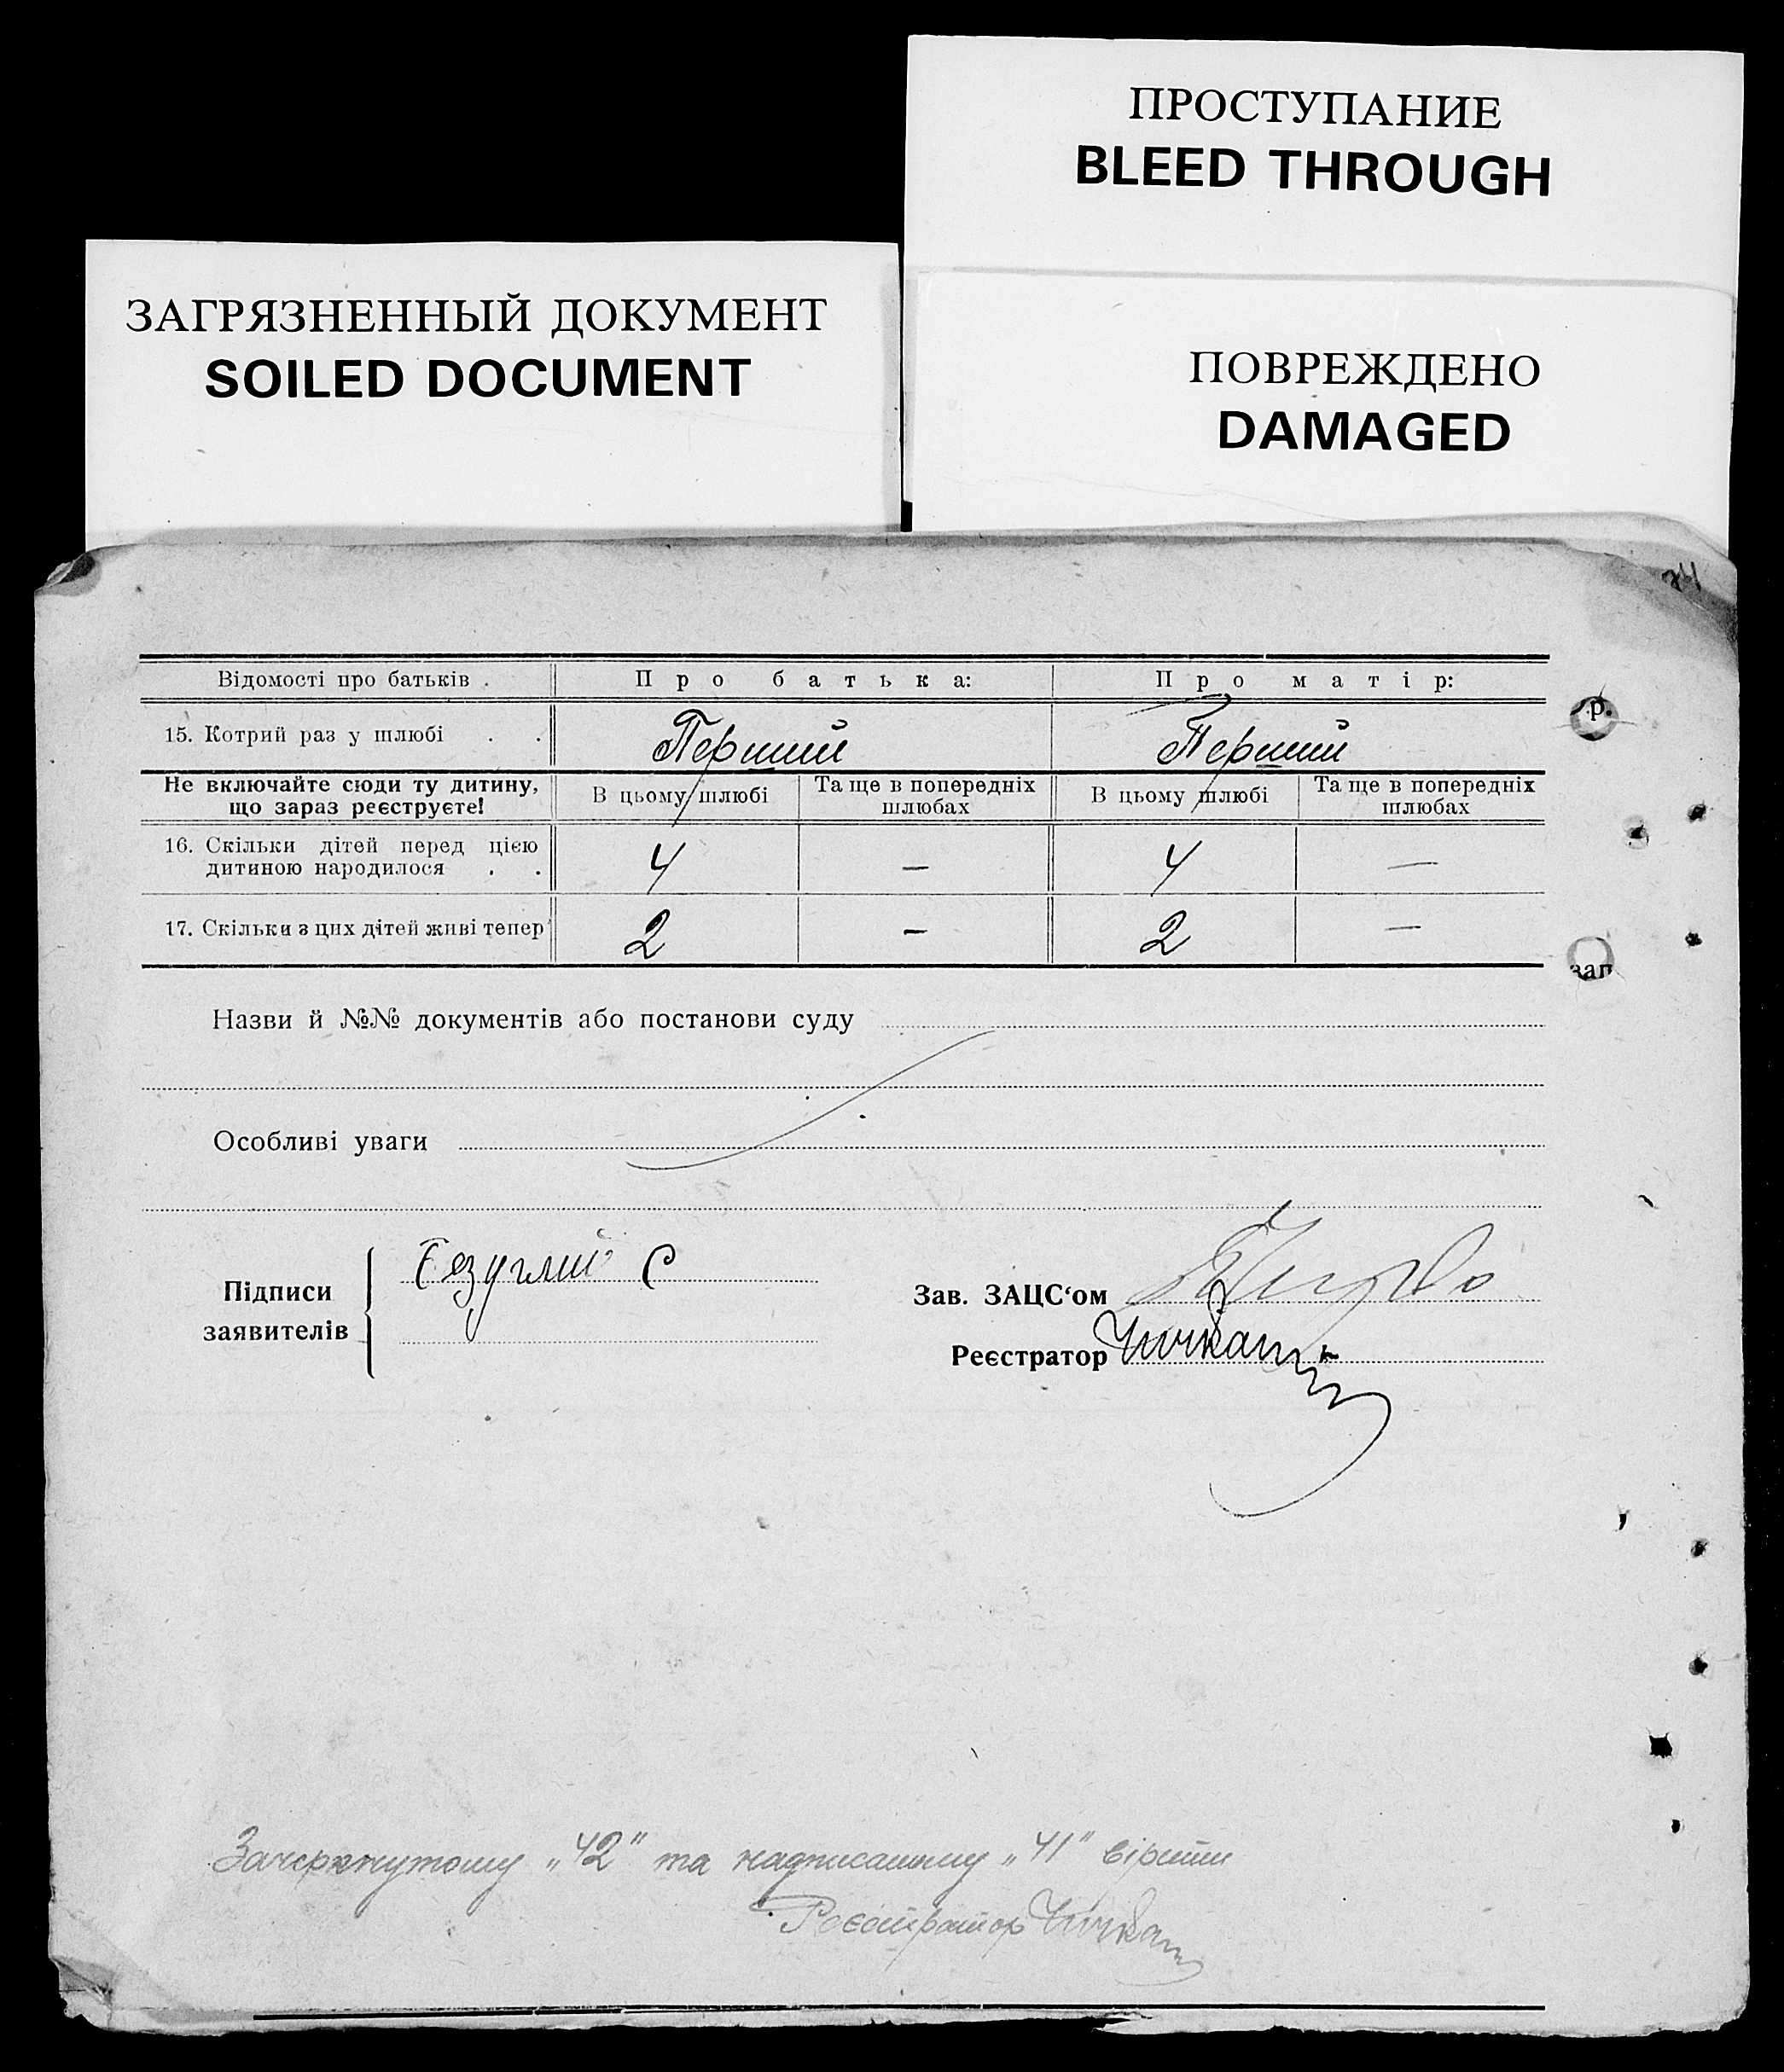 ПРОСТУПАНИЕ
BLEED THROUGH
ЗАГРЯЗНЕННЫЙ ДОКУМЕНТ
SOILED DOCUMENT
ПОВРЕЖДЕНО
DAMAGED
Відомості про батьків . Про батька: Про матір:
15. Котрий раз у шлюбі . . Перший Перший
р.
Не включайте сюди ту дитину, що зараз реєструєте! В цьому шлюбі Та ще в попередніх шлюбах В цьому шлюбі Та ще в попередніх шлюбах
16. Скільки дітей перед цією
дитиною народилося . . 4 — 4 —
17. Скільки з цих дітей живі тепер 2 — 2 —
зап
Назви й №№ документів або постанови суду
Особливі уваги
Підписи
заявителів
С
Зав. ЗАЦС‘ом
Реєстратор
Зачеркнутому „42" та надписаному „41" вірити
Реєстратор